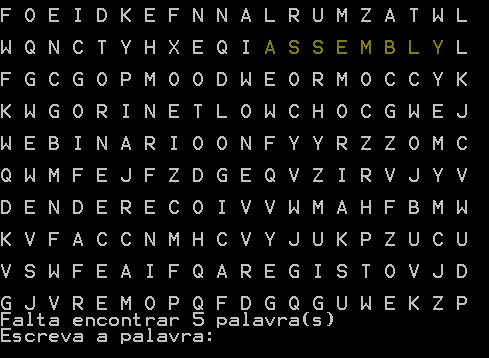 F O E I D K E F N N A L R U M Z A T W L
W Q N C T Y H X E Q I A S S E M B L Y L
F G C G O P M O O D W E O R M O C C Y K
K W G O R I N E T L O W C H O C G W E J
W E B I N A R I O O N F Y Y R Z Z O M C
Q W M F E J F Z D G E Q V Z I R V J Y V
D E N D E R E C O I V V W M A H F B M W
K V F A C C N M H C V Y J U K P Z U C U
V S W F E A I F Q A R E G I S T O V J D
G J V R E M O P Q F D G Q G U W E K Z P
Falta encontrar 5 palavra(s)
Escreva a palavra: